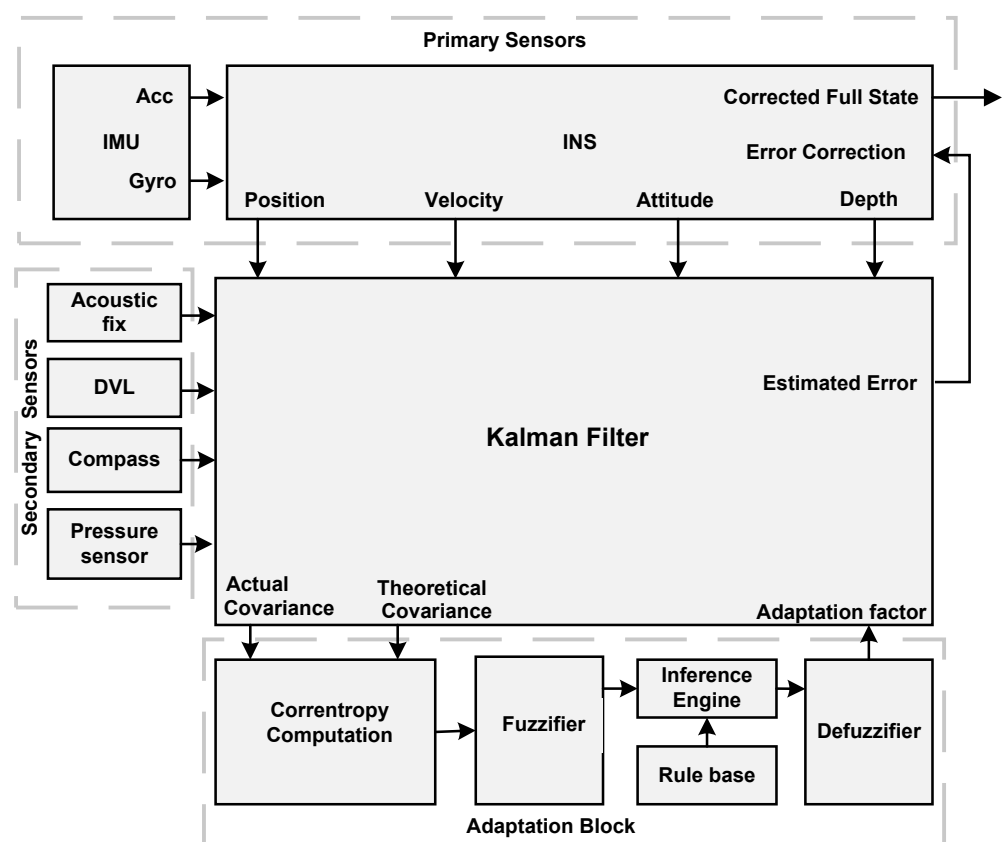 Primary Sensors
Acc
IMU
Gyro
INS
Corrected Full State
Error Correction
Position
Velocity
Attitude
Depth
Secondary Sensors
Acoustic
fix
DVL
Compass
Pressure
sensor
Kalman Filter
Estimated Error
Actual
Covariance
Theoretical
Covariance
Adaptation factor
Correntropy
Computation
Fuzzifier
Inference
Engine
Rule base
Defuzzifier
Adaptation Block